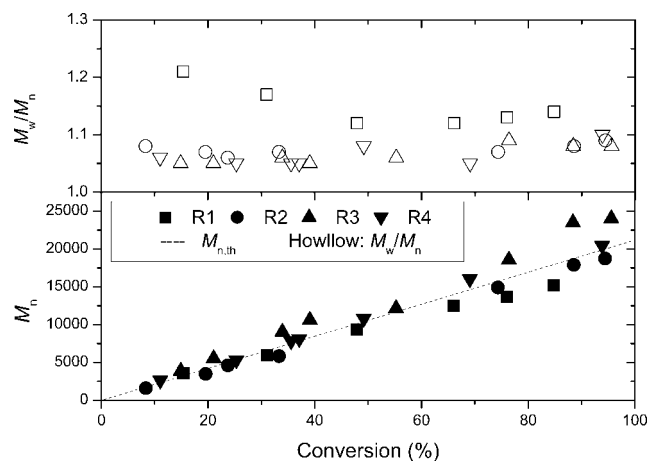 1.3
1.2
1.1
1.0
Mw/Mn
R1 R2 R3 R4
Mn,th Howllow: Mw/Mn
25000
20000
15000
10000
5000
0
Mn
0 20 40 60 80 100
Conversion (%)